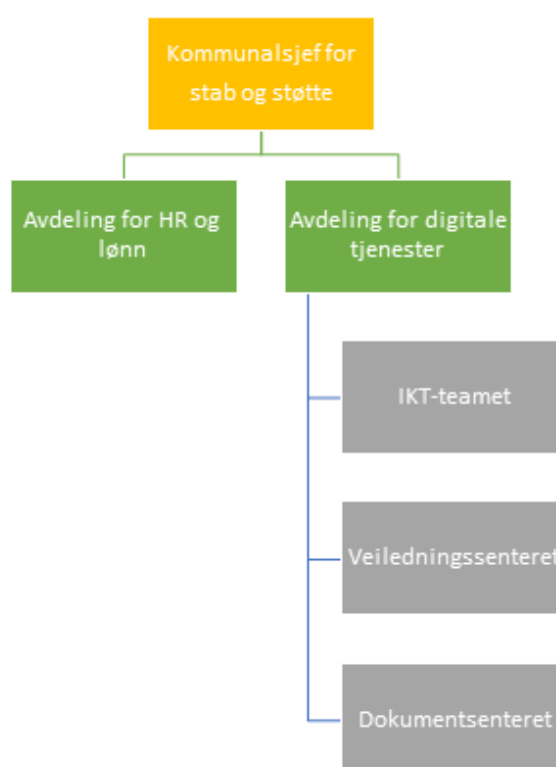 Kommunalsjef for
stab og støtte
Avdeling for HR og
lønn
Avdeling for digitale
tjenester
IKT-teamet
Veiledningssenteret
Dokumentsenteret